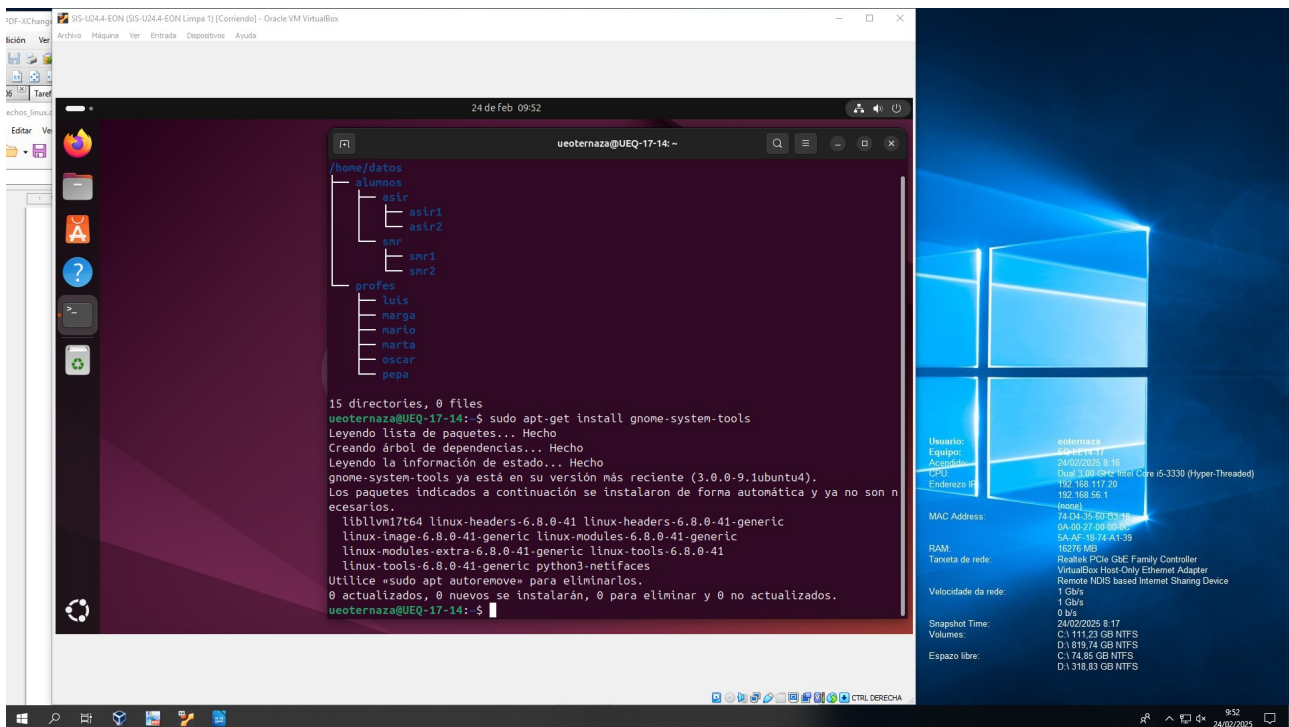 PDF-XChange
SIS-U24.4-EON (SIS-U24.4-EON Limpa 1) [Corriendo] - Oracle VM VirtualBox
Archivo Máquina Ver Entrada Dispositivos Ayuda
dición Ver
Taref
echos_linux.
Editar Ve
24 de feb 09:52
ueoternaza@UEQ-17-14: ~
/home/datos
alumnos
asir
asir1
asir2
smr
smr1
smr2
profes
luis
marga
mario
marta
oscar
pepa
15 directories, 0 files
ueoternaza@UEQ-17-14:~$ sudo apt-get install gnome-system-tools
Leyendo lista de paquetes... Hecho
Creando árbol de dependencias... Hecho
Leyendo la información de estado... Hecho
gnome-system-tools ya está en su versión más reciente (3.0.0-9.1ubuntu4).
Los paquetes indicados a continuación se instalaron de forma automática y ya no son n
ecesarios.
libllvm17t64 linux-headers-6.8.0-41 linux-headers-6.8.0-41-generic
linux-image-6.8.0-41-generic linux-modules-6.8.0-41-generic
linux-modules-extra-6.8.0-41-generic linux-tools-6.8.0-41
linux-tools-6.8.0-41-generic python3-netifaces
Utilice «sudo apt autoremove» para eliminarlos.
0 actualizados, 0 nuevos se instalarán, 0 para eliminar y 0 no actualizados.
ueoternaza@UEQ-17-14:~$
CTRL DERECHA
Usuario: eoternaza
Equipo:
Acendido: 24/02/2025 8:16
CPU: Dual 3.00 GHz Intel Core i5-3330 (Hyper-Threaded)
Enderezo IP 192.168.117.20
192.168.56.1
(none)
MAC Address: 74-D4-35-60-D3-
0A-00-27-00-00-0C
5A-AF-18-74-A1-39
RAM: 16276 MB
Tarxeta de rede: Realtek PCIe GbE Family Controller
VirtualBox Host-Only Ethernet Adapter
Remote NDIS based Internet Sharing Device
Velocidade da rede: 1 Gb/s
1 Gb/s
0 b/s
Snapshot Time: 24/02/2025 8:17
Volumes: C:\ 111,23 GB NTFS
D:\ 819,74 GB NTFS
Espazo libre: C:\ 74,85 GB NTFS
D:\ 318,83 GB NTFS
9:52
24/02/2025